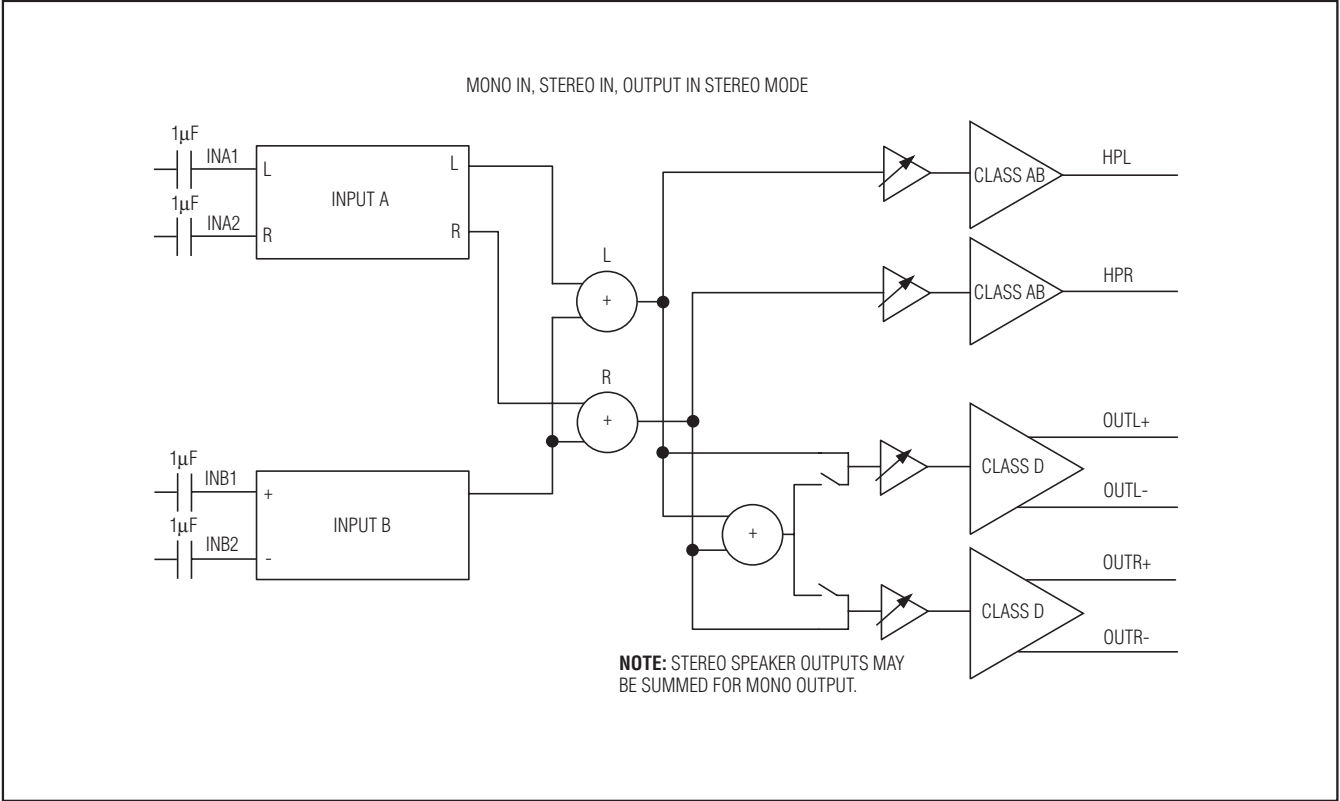 MONO IN, STEREO IN, OUTPUT IN STEREO MODE
1µF
INA1
L
L
INPUT A
1µF
INA2
R
R
CLASS AB
HPL
L
+
CLASS AB
HPR
R
+
1µF
INB1
+
INPUT B
1µF
INB2
-
+
CLASS D
OUTL+
OUTL-
CLASS D
OUTR+
OUTR-
NOTE: STEREO SPEAKER OUTPUTS MAY
BE SUMMED FOR MONO OUTPUT.